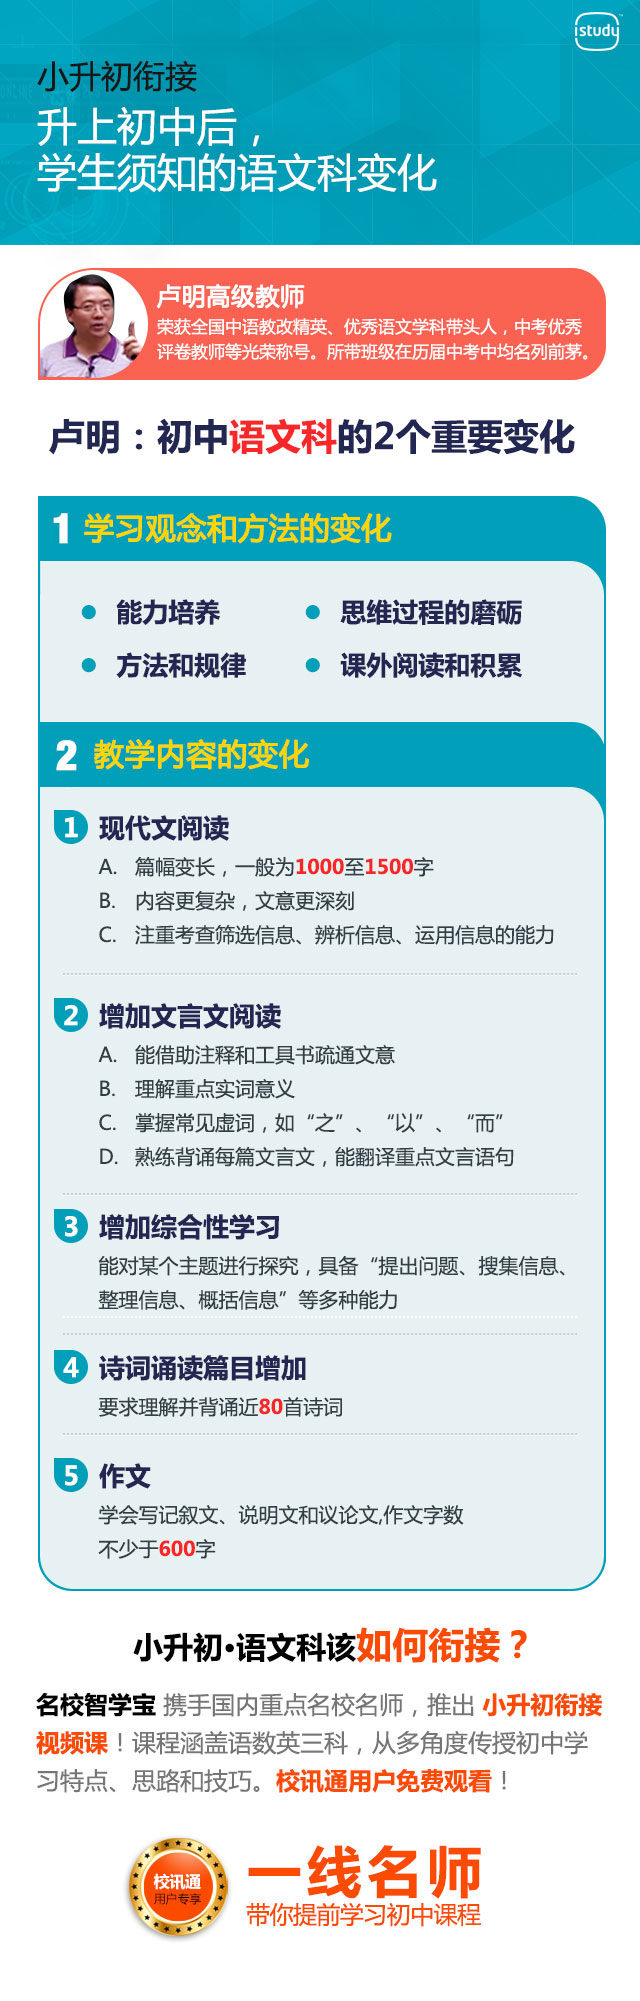 istudy
小升初衔接
升上初中后，
学生须知的语文科变化
卢明高级教师
荣获全国中语教改精英、优秀语文学科带头人，中考优秀
评卷教师等光荣称号。所带班级在历届中考中均名列前茅。
卢明：初中语文科的2个重要变化
1 学习观念和方法的变化
● 能力培养 ● 思维过程的磨砺
● 方法和规律 ● 课外阅读和积累
2 教学内容的变化
1 现代文阅读
A. 篇幅变长，一般为1000至1500字
B. 内容更复杂，文意更深刻
C. 注重考查筛选信息、辨析信息、运用信息的能力
2 增加文言文阅读
A. 能借助注释和工具书疏通文意
B. 理解重点实词意义
C. 掌握常见虚词，如“之”、“以”、“而”
D. 熟练背诵每篇文言文，能翻译重点文言语句
3 增加综合性学习
能对某个主题进行探究，具备“提出问题、搜集信息、
整理信息、概括信息”等多种能力
4 诗词诵读篇目增加
要求理解并背诵近80首诗词
5 作文
学会写记叙文、说明文和议论文,作文字数
不少于600字
小升初·语文科该如何衔接？
名校智学宝 携手国内重点名校名师，推出 小升初衔接
视频课！课程涵盖语数英三科，从多角度传授初中学
习特点、思路和技巧。校讯通用户免费观看！
校讯通
用户专享
一线名师
带你提前学习初中课程